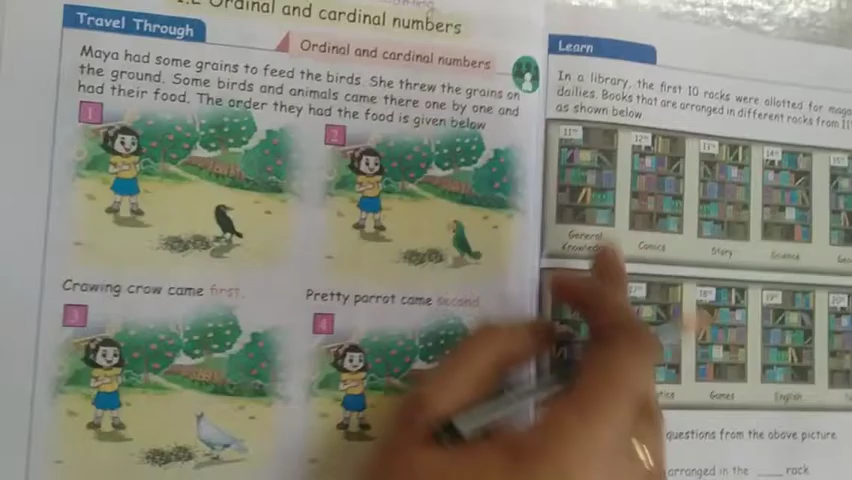 Ordinal and cardinal numbers
Travel Through
Ordinal and cardinal numbers
Maya had some grains to feed the birds. She threw the grains on
the ground. Some birds and animals came there one by one and
had their food. The order they had the food is given below
1
2
Crawing crow came first.
Pretty parrot came second
3
4
Learn
In a library, the first 10 racks were allotted for
dailies. Books that are arranged in different racks from
as shown below
11th
12th
13th
14th
General
Knowledge
Comics
Story
Science
17th
18th
19th
20th
Games
English
questions from the above picture.
arranged in the ____ rack